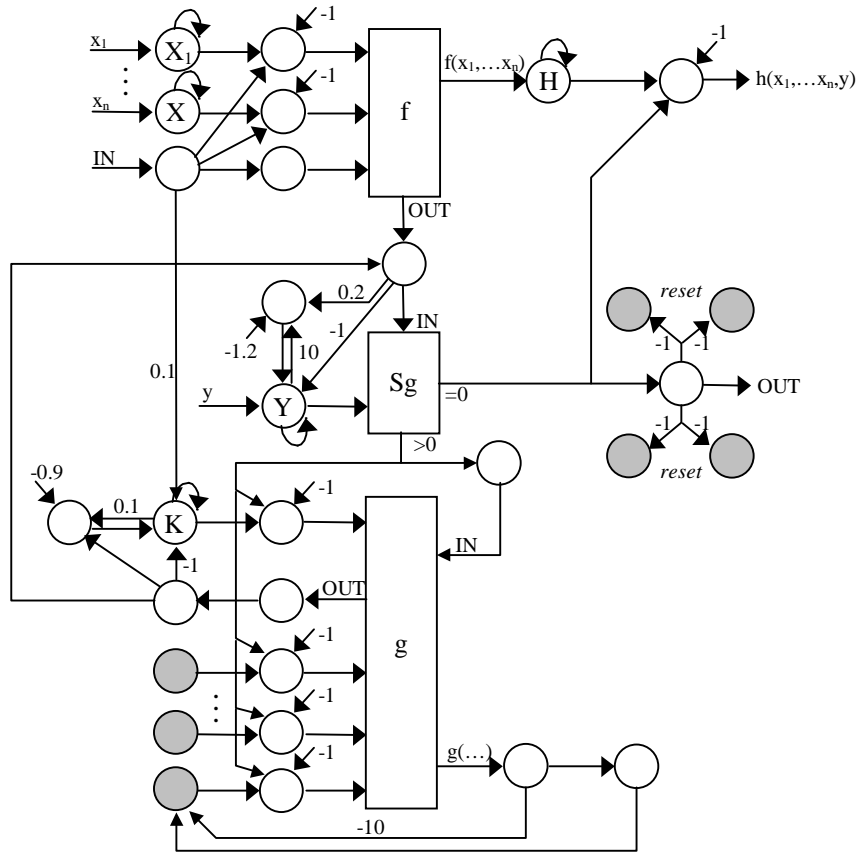 x1 X1 -1
⋮ -1 f(x1,…xn) H -1
xn X f h(x1,…xn,y)
IN
OUT
0.2 reset
-1 IN -1 -1
-1.2 10
0.1 Sg =0 OUT
y Y
-1 -1
>0 reset
-0.9 -1
0.1 K
IN
-1
OUT
-1 g
⋮ -1
-1
g(…)
-10